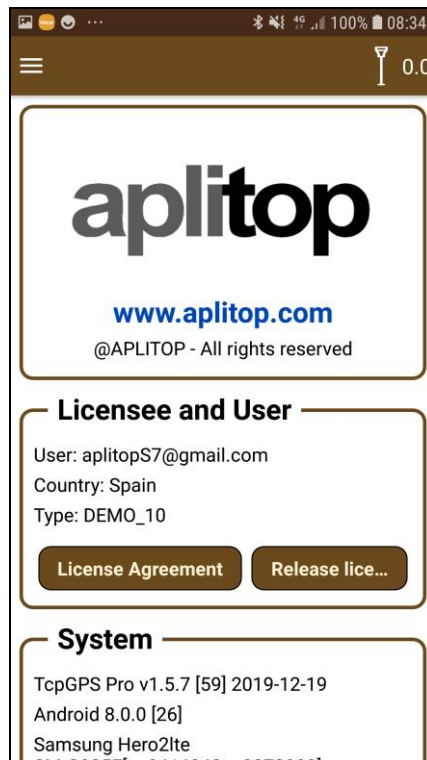 100% 08:34
0.0
aplitop
www.aplitop.com
@APLITOP - All rights reserved
Licensee and User
User: aplitopS7@gmail.com
Country: Spain
Type: DEMO_10
License Agreement
Release lice...
System
TcpGPS Pro v1.5.7 [59] 2019-12-19
Android 8.0.0 [26]
Samsung Hero2lte